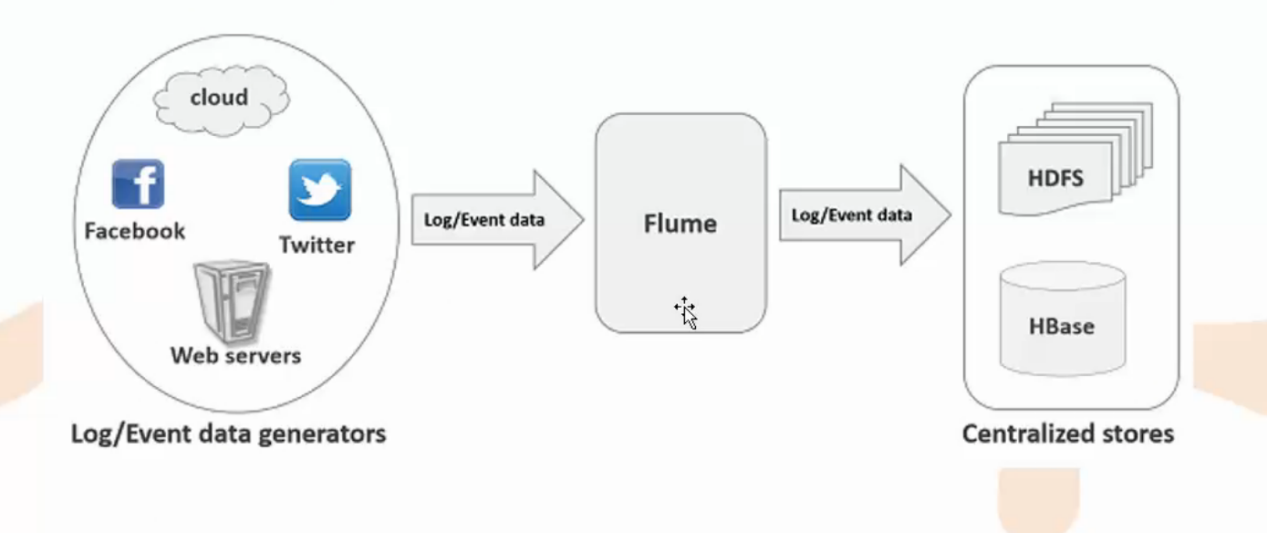 cloud
Facebook
Twitter
Web servers
Log/Event data generators
Log/Event data
Flume
Log/Event data
HDFS
HBase
Centralized stores